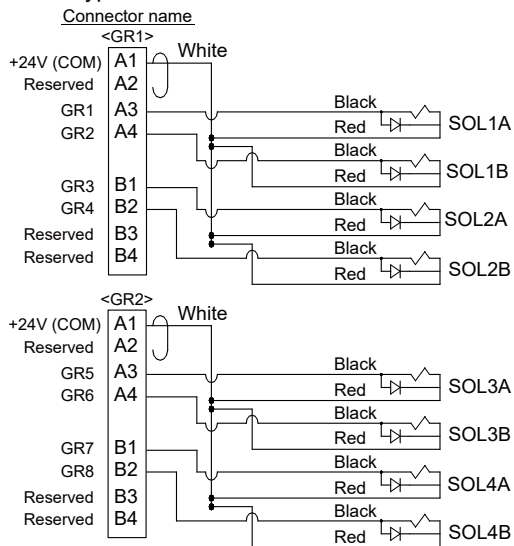 Connector name
<GR1>
White
+24V (COM) A1
Reserved A2
GR1 A3 Black
Red SOL1A
GR2 A4 Black
Red SOL1B
GR3 B1 Black
Red SOL2A
GR4 B2 Black
Red SOL2B
Reserved B3
Reserved B4
<GR2>
White
+24V (COM) A1
Reserved A2
GR5 A3 Black
Red SOL3A
GR6 A4 Black
Red SOL3B
GR7 B1 Black
Red SOL4A
GR8 B2 Black
Red SOL4B
Reserved B3
Reserved B4